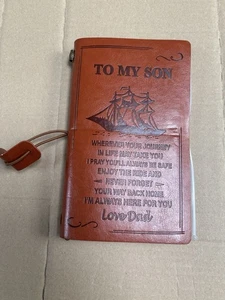 TO MY SON
WHEREVER YOUR JOURNEY
IN LIFE MAY TAKE YOU
I PRAY YOU'LL ALWAYS BE SAFE
ENJOY THE RIDE AND
NEVER FORGET
YOUR WAY BACK HOME
I'M ALWAYS HERE FOR YOU
Love Dad